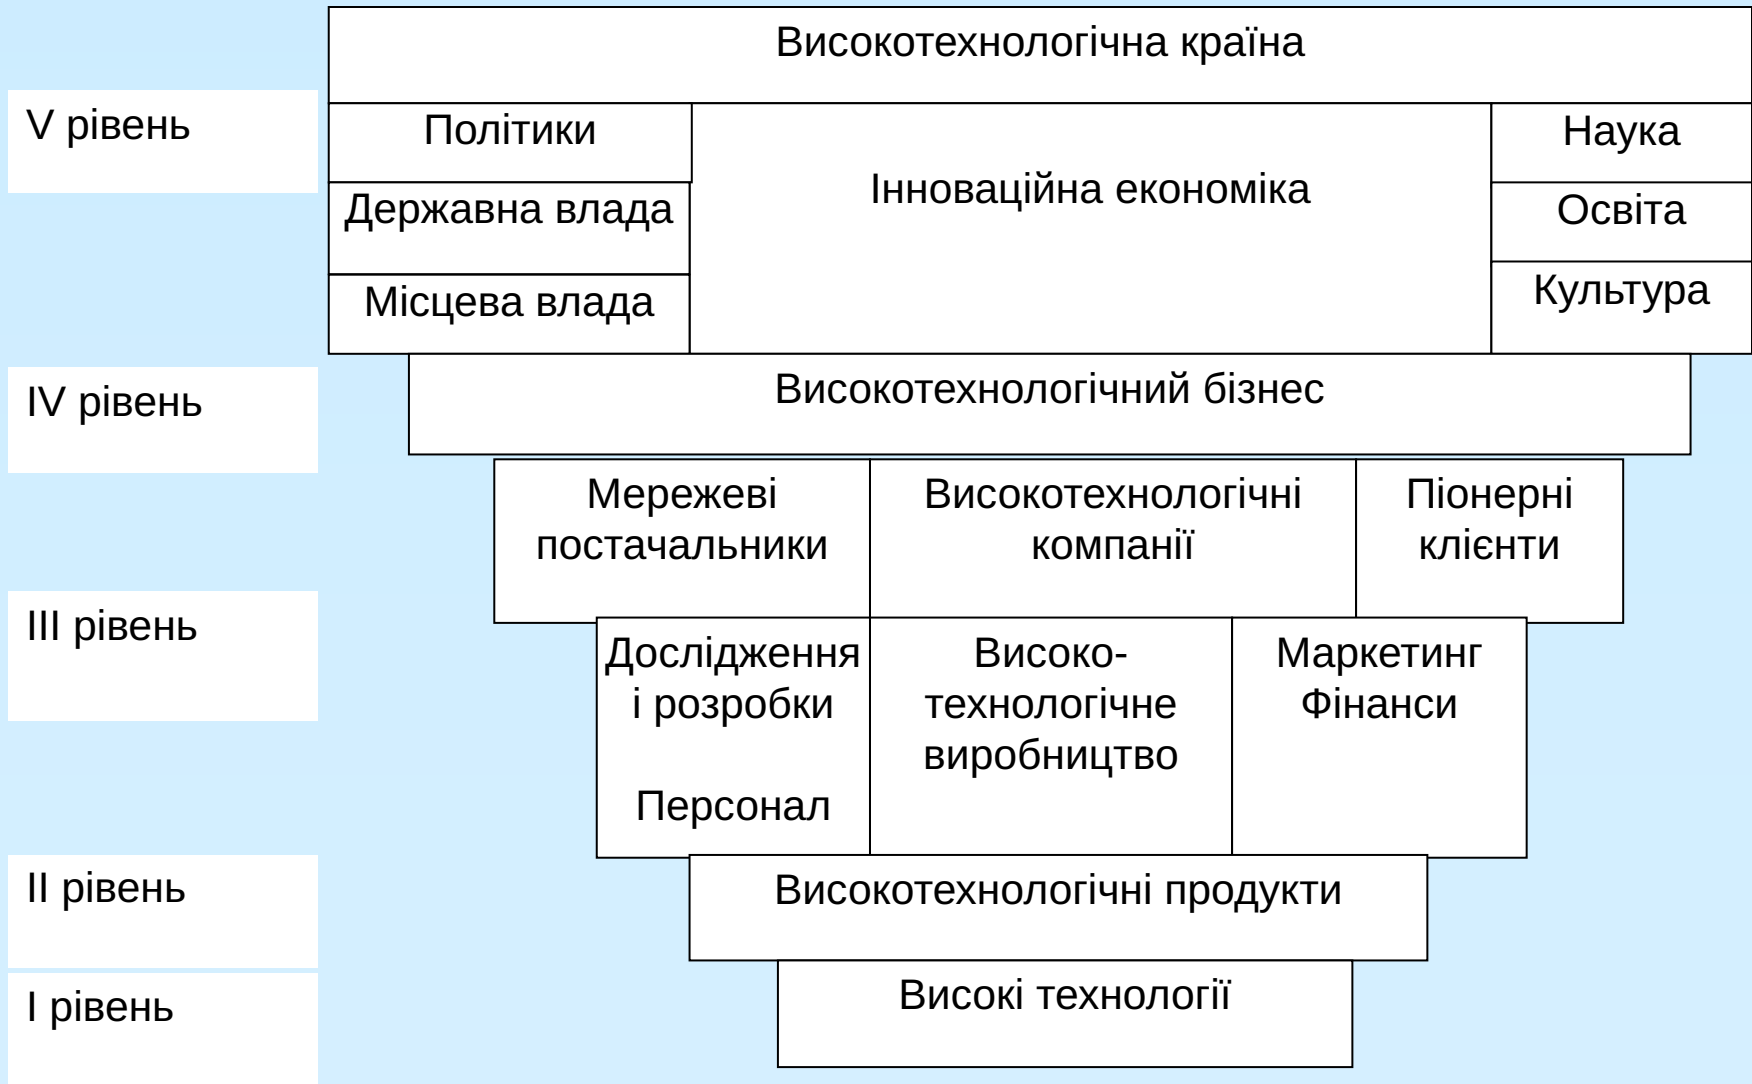 Високотехнологічна країна
V рівень
Політики
Державна влада
Місцева влада
Інноваційна економіка
Наука
Освіта
Культура
IV рівень
Високотехнологічний бізнес
Мережеві
постачальники
Високотехнологічні
компанії
Піонерні
клієнти
III рівень
Дослідження
і розробки
Персонал
Високо-
технологічне
виробництво
Маркетинг
Фінанси
II рівень
Високотехнологічні продукти
I рівень
Високі технології